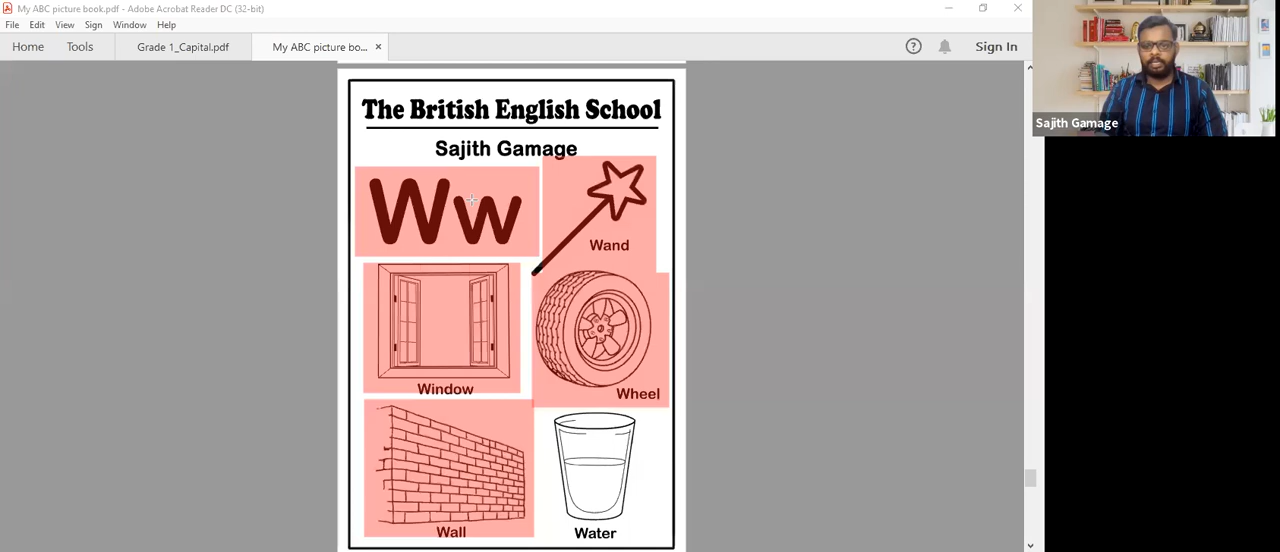 My ABC picture book.pdf - Adobe Acrobat Reader DC (32-bit)
File Edit View Sign Window Help
Home Tools Grade 1_Capital.pdf My ABC picture bo... × ? Sign In
Sajith Gamage
The British English School
Sajith Gamage
Ww
Wand
Window
Wheel
Wall
Water